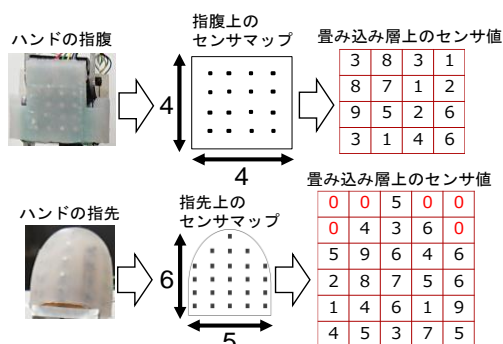 ハンドの指腹
指腹上の
センサマップ
畳み込み層上のセンサ値
4
4
3 8 3 1
8 7 1 2
9 5 2 6
3 1 4 6
ハンドの指先
指先上の
センサマップ
畳み込み層上のセンサ値
6
5
0 0 5 0 0
0 4 3 6 0
5 9 6 4 6
2 8 7 5 6
1 4 6 1 9
4 5 3 7 5